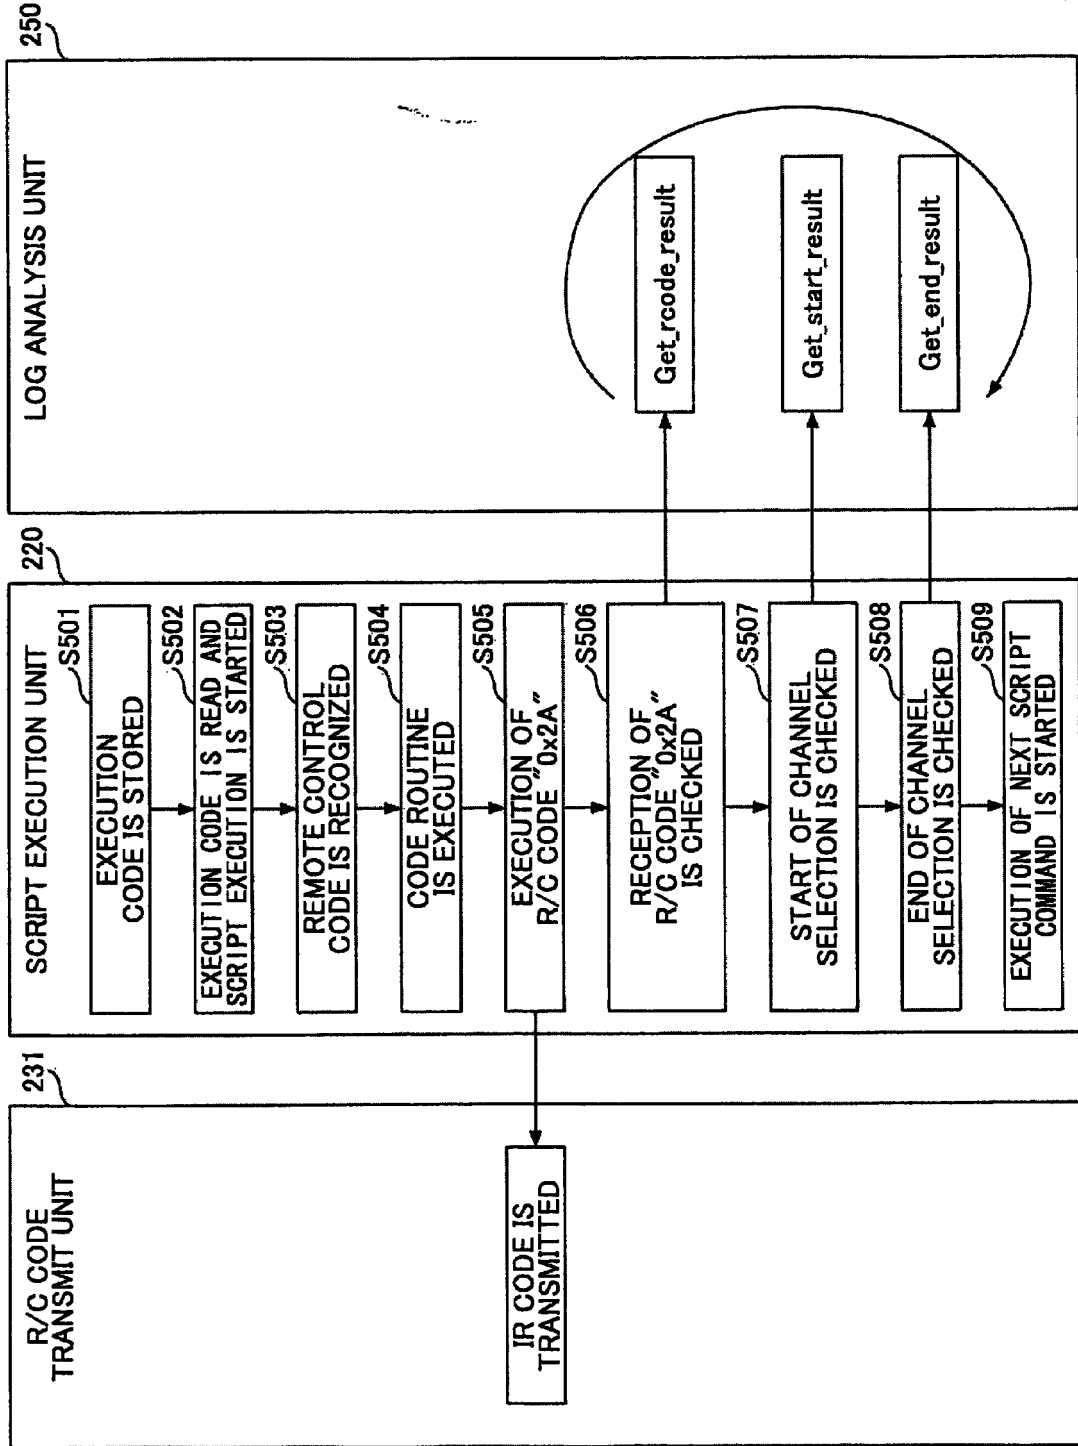 R/C CODE
TRANSMIT UNIT
231
IR CODE IS
TRANSMITTED
SCRIPT EXECUTION UNIT
220
S501
EXECUTION
CODE IS STORED
S502
EXECUTION CODE IS READ AND
SCRIPT EXECUTION IS STARTED
S503
REMOTE CONTROL
CODE IS RECOGNIZED
S504
CODE ROUTINE
IS EXECUTED
S505
EXECUTION OF
R/C CODE "0x2A"
S506
RECEPTION OF
R/C CODE "0x2A"
IS CHECKED
S507
START OF CHANNEL
SELECTION IS CHECKED
S508
END OF CHANNEL
SELECTION IS CHECKED
S509
EXECUTION OF NEXT SCRIPT
COMMAND IS STARTED
LOG ANALYSIS UNIT
250
Get_rcode_result
Get_start_result
Get_end_result